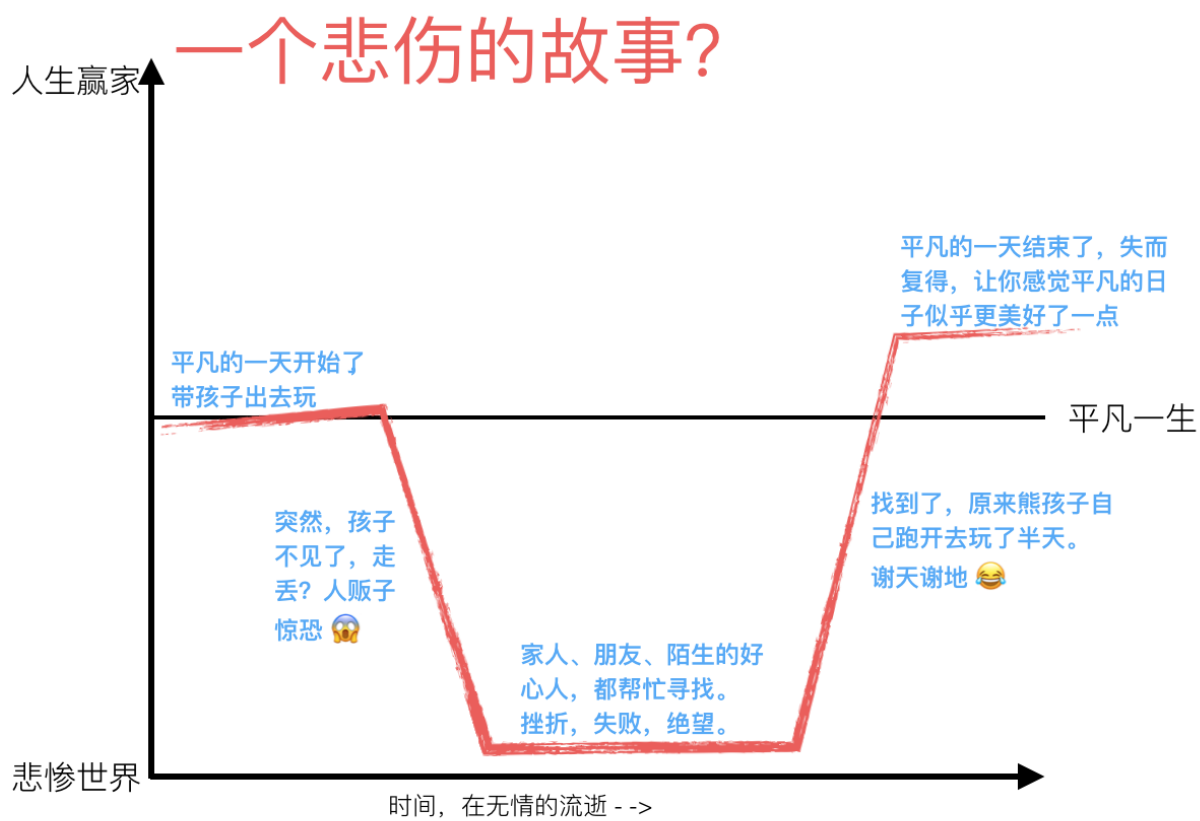 一个悲伤的故事?
人生赢家
平凡的一天结束了，失而
复得，让你感觉平凡的日
子似乎更美好了一点
平凡的一天开始了，
带孩子出去玩
平凡一生
突然，孩子
不见了，走
丢？人贩子
惊恐 😱
找到了，原来熊孩子自
己跑开去玩了半天。
谢天谢地 😂
家人、朋友、陌生的好
心人，都帮忙寻找。
挫折，失败，绝望。
悲惨世界
时间，在无情的流逝 - ->